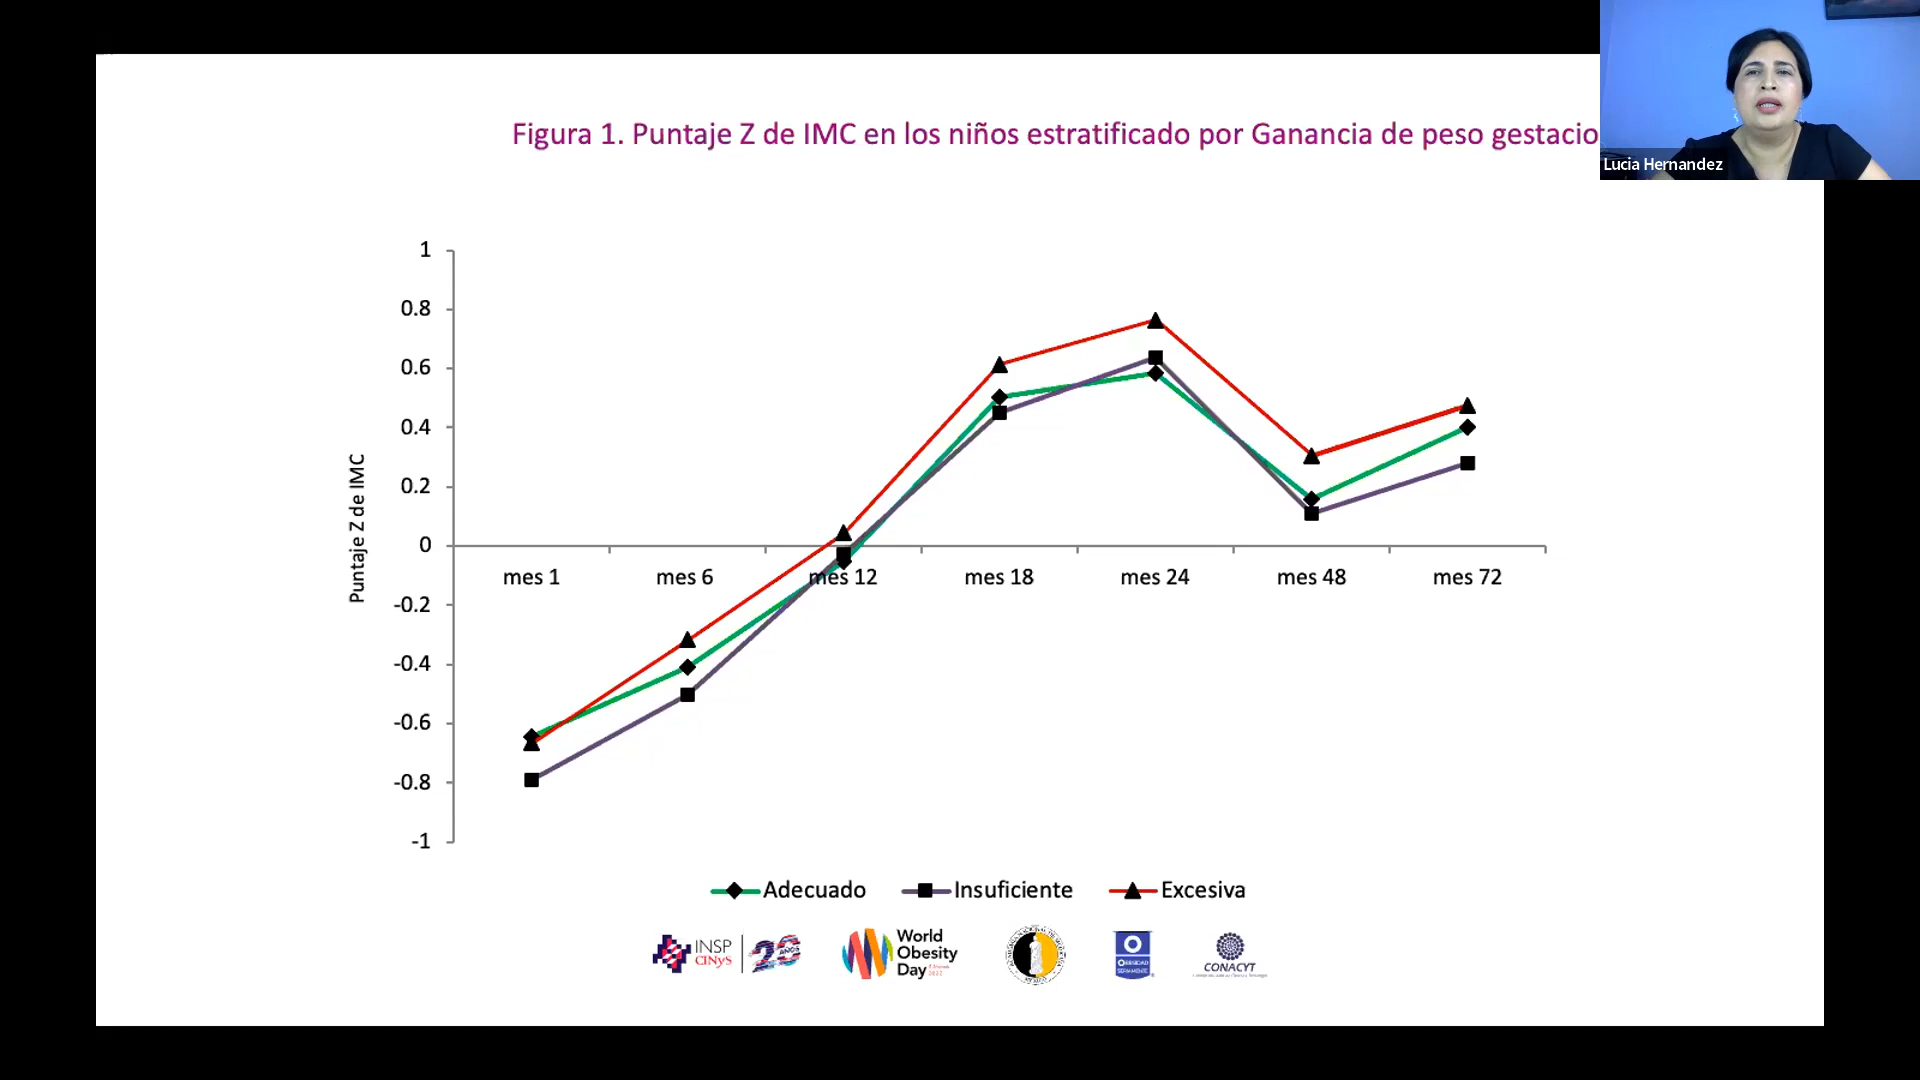 Figura 1. Puntaje Z de IMC en los niños estratificado por Ganancia de peso gestacio
Lucia Hernandez
1
0.8
0.6
0.4
0.2
0
-0.2
-0.4
-0.6
-0.8
-1
Puntaje Z de IMC
mes 1
mes 6
mes 12
mes 18
mes 24
mes 48
mes 72
Adecuado
Insuficiente
Excesiva
INSP
CINyS
AÑOS
World
Obesity
Day
OBESIDAD
CONACYT